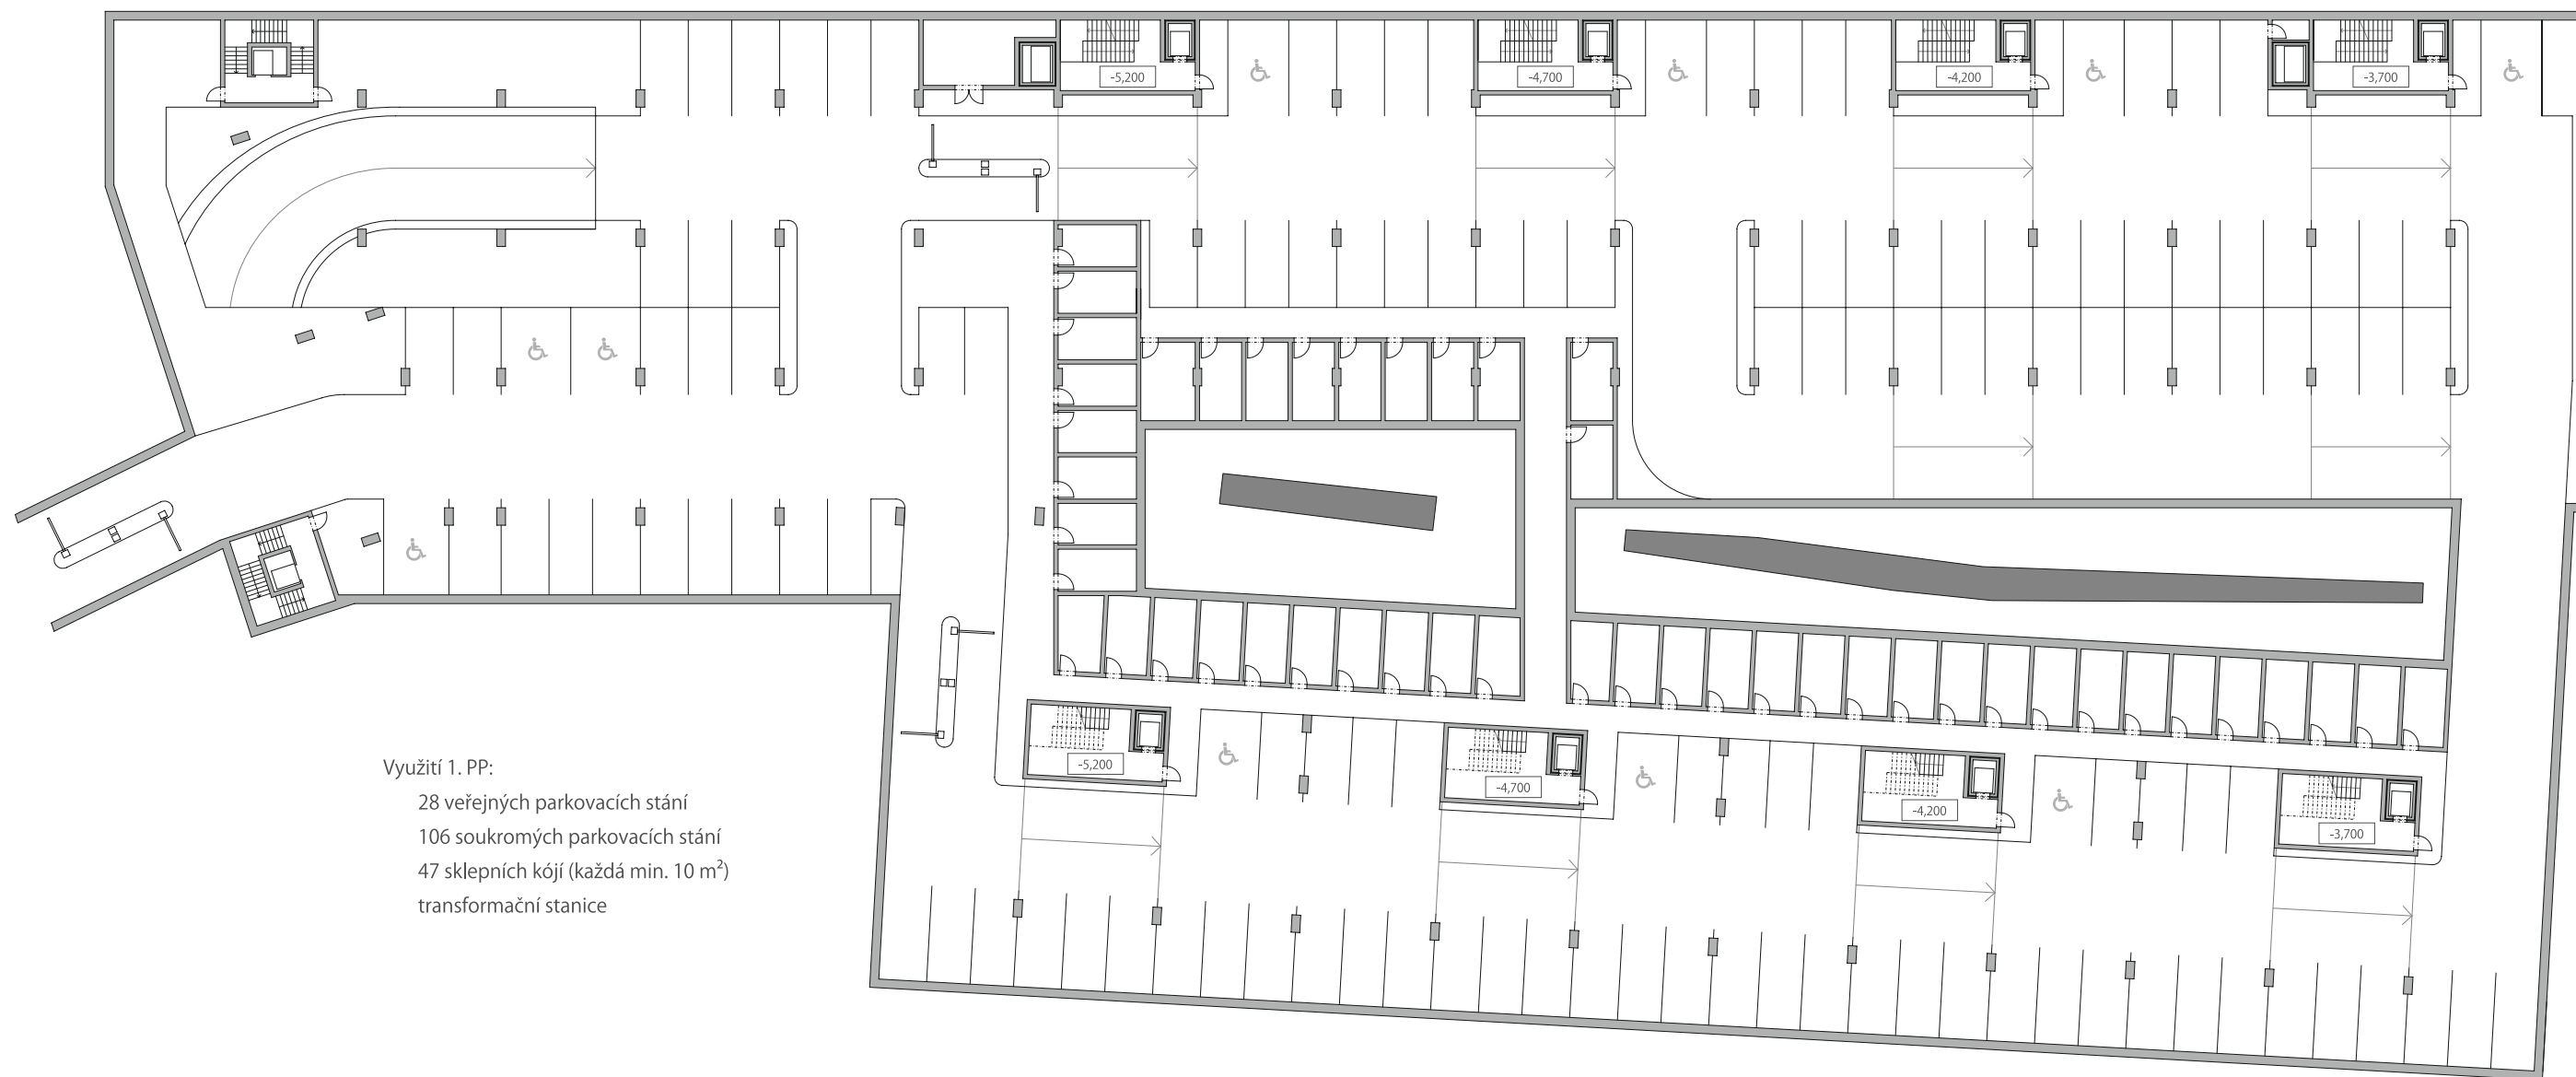 -5,200
-4,700
-4,200
-3,700
-5,200
-4,700
-4,200
-3,700
Využití 1. PP:
28 veřejných parkovacích stání
106 soukromých parkovacích stání
47 sklepních kójí (každá min. 10 m²)
transformační stanice